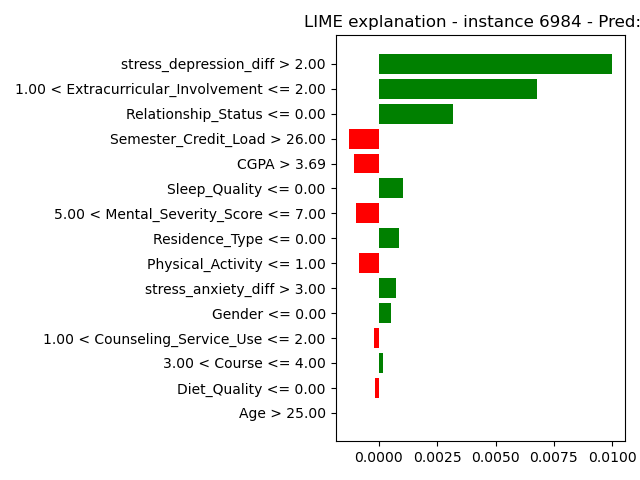 LIME explanation - instance 6984 - Pred:
stress_depression_diff > 2.00
1.00 < Extracurricular_Involvement <= 2.00
Relationship_Status <= 0.00
Semester_Credit_Load > 26.00
CGPA > 3.69
Sleep_Quality <= 0.00
5.00 < Mental_Severity_Score <= 7.00
Residence_Type <= 0.00
Physical_Activity <= 1.00
stress_anxiety_diff > 3.00
Gender <= 0.00
1.00 < Counseling_Service_Use <= 2.00
3.00 < Course <= 4.00
Diet_Quality <= 0.00
Age > 25.00
0.0000 0.0025 0.0050 0.0075 0.0100